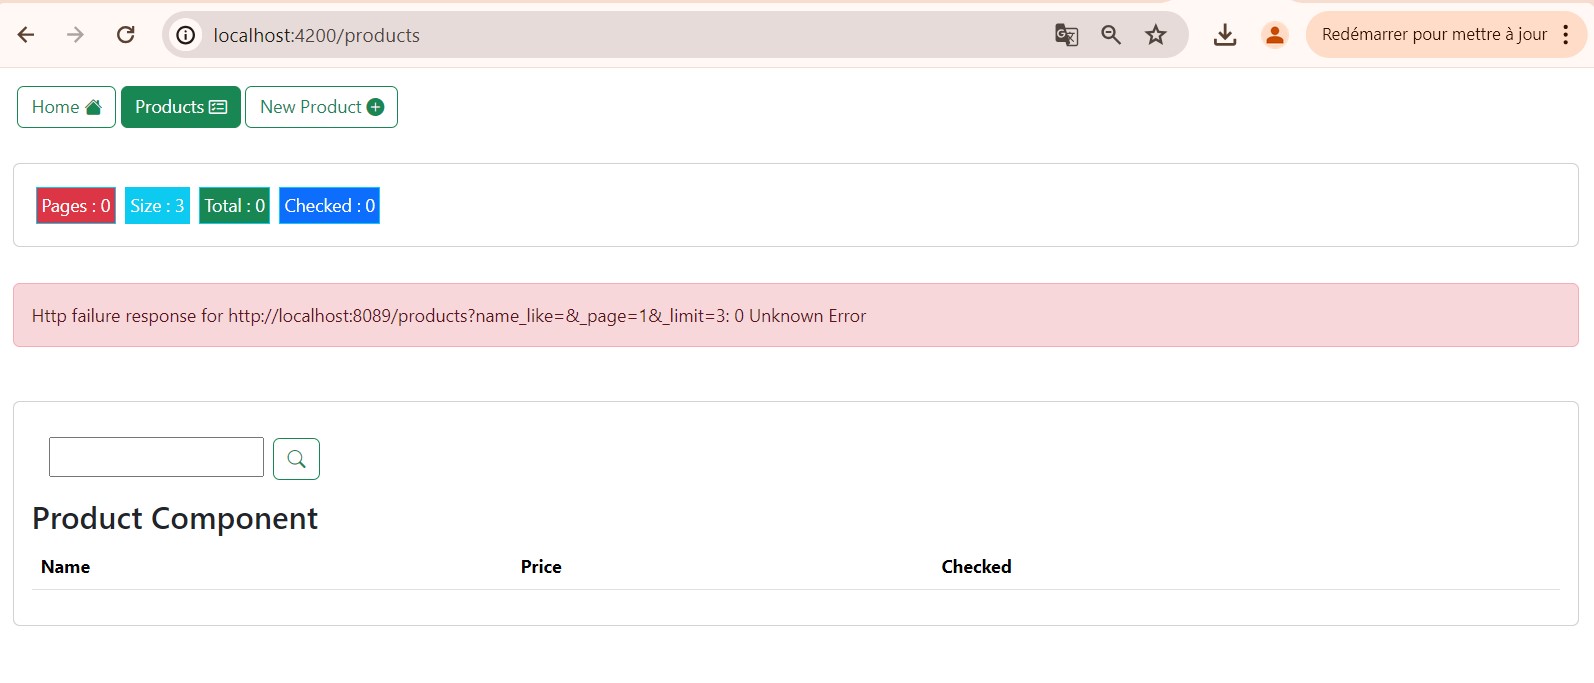 localhost:4200/products
Redémarrer pour mettre à jour
Home Products New Product
Pages : 0 Size : 3 Total : 0 Checked : 0
Http failure response for http://localhost:8089/products?name_like=&_page=1&_limit=3: 0 Unknown Error
Product Component
Name Price Checked